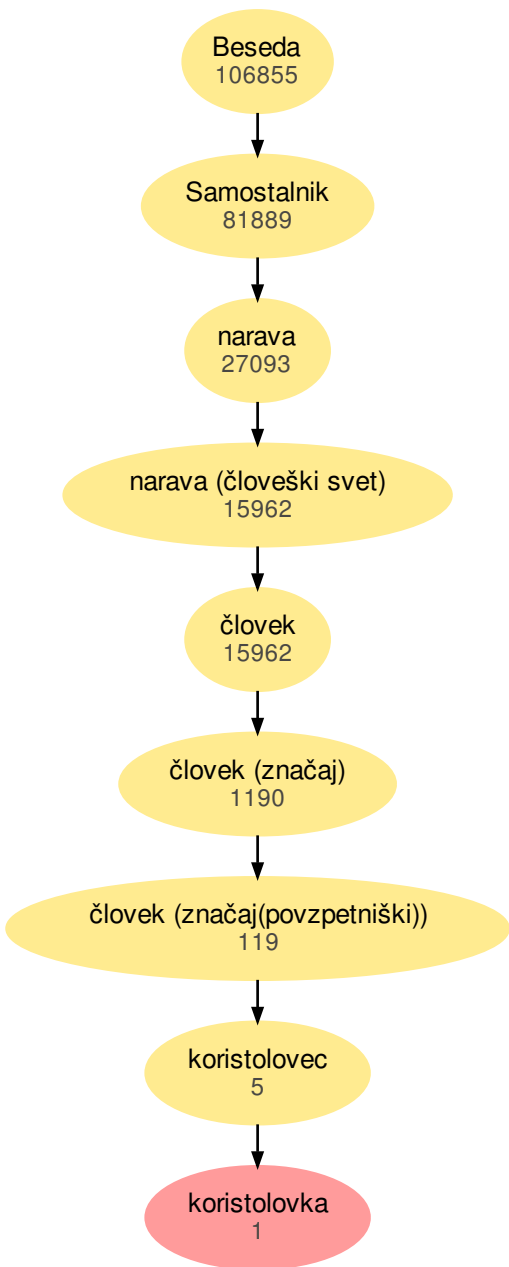 Beseda
106855
Samostalnik
81889
narava
27093
narava (človeški svet)
15962
človek
15962
človek (značaj)
1190
človek (značaj(povzpetniški))
119
koristolovec
5
koristolovka
1